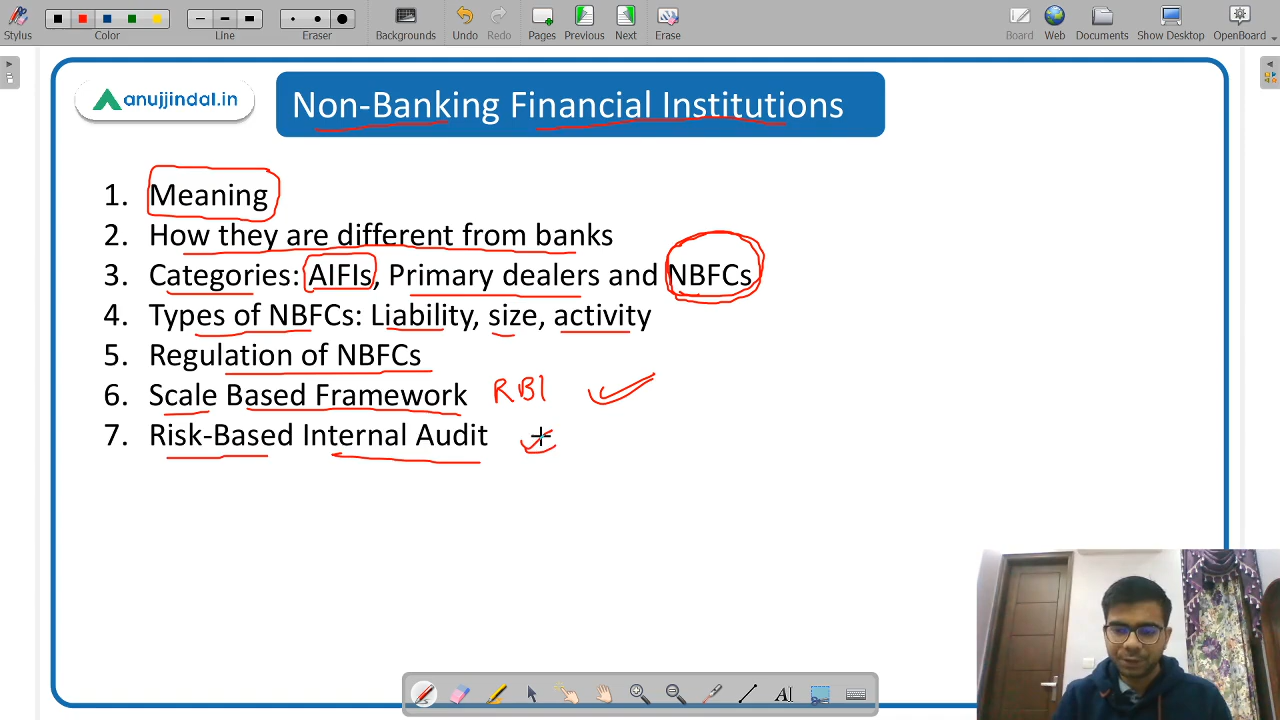 Stylus
Color
Line
Eraser
Backgrounds
Undo
Redo
Pages
Previous
Next
Erase
Board
Web
Documents
Show Desktop
OpenBoard
anujjindal.in
Non-Banking Financial Institutions
1. Meaning
2. How they are different from banks
3. Categories: AIFIs, Primary dealers and NBFCs
4. Types of NBFCs: Liability, size, activity
5. Regulation of NBFCs
6. Scale Based Framework RBI
7. Risk-Based Internal Audit
AI